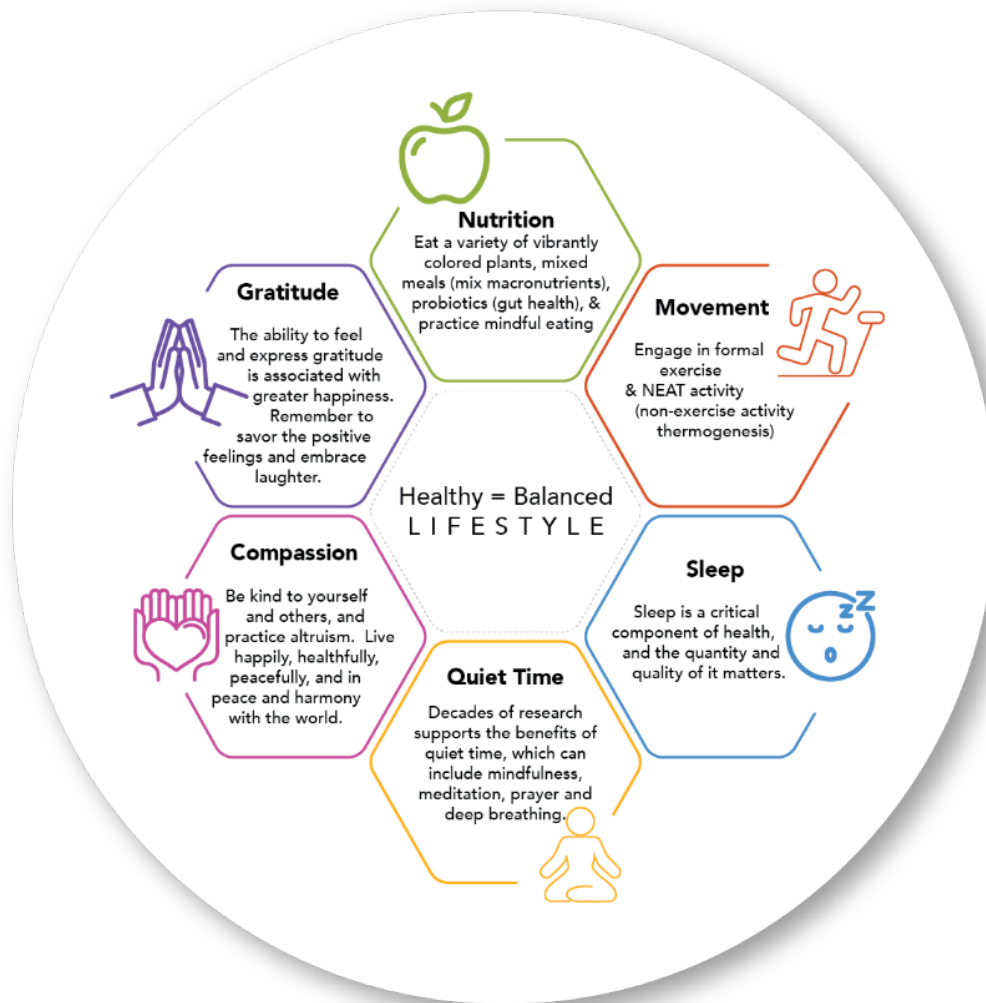 Nutrition
Eat a variety of vibrantly
colored plants, mixed
meals (mix macronutrients),
probiotics (gut health), &
practice mindful eating
Movement
Engage in formal
exercise
& NEAT activity
(non-exercise activity
thermogenesis)
Sleep
Sleep is a critical
component of health,
and the quantity and
quality of it matters.
Quiet Time
Decades of research
supports the benefits of
quiet time, which can
include mindfulness,
meditation, prayer and
deep breathing.
Compassion
Be kind to yourself
and others, and
practice altruism. Live
happily, healthfully,
peacefully, and in
peace and harmony
with the world.
Gratitude
The ability to feel
and express gratitude
is associated with
greater happiness.
Remember to
savor the positive
feelings and embrace
laughter.
Healthy = Balanced
LIFESTYLE
zZ